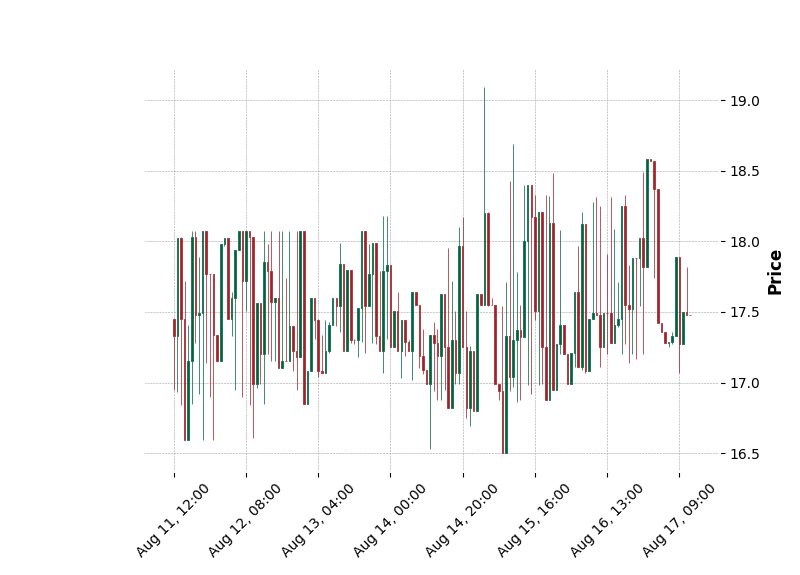 19.0
18.5
18.0
17.5
17.0
16.5
Price
Aug 11, 12:00
Aug 12, 08:00
Aug 13, 04:00
Aug 14, 00:00
Aug 14, 20:00
Aug 15, 16:00
Aug 16, 13:00
Aug 17, 09:00